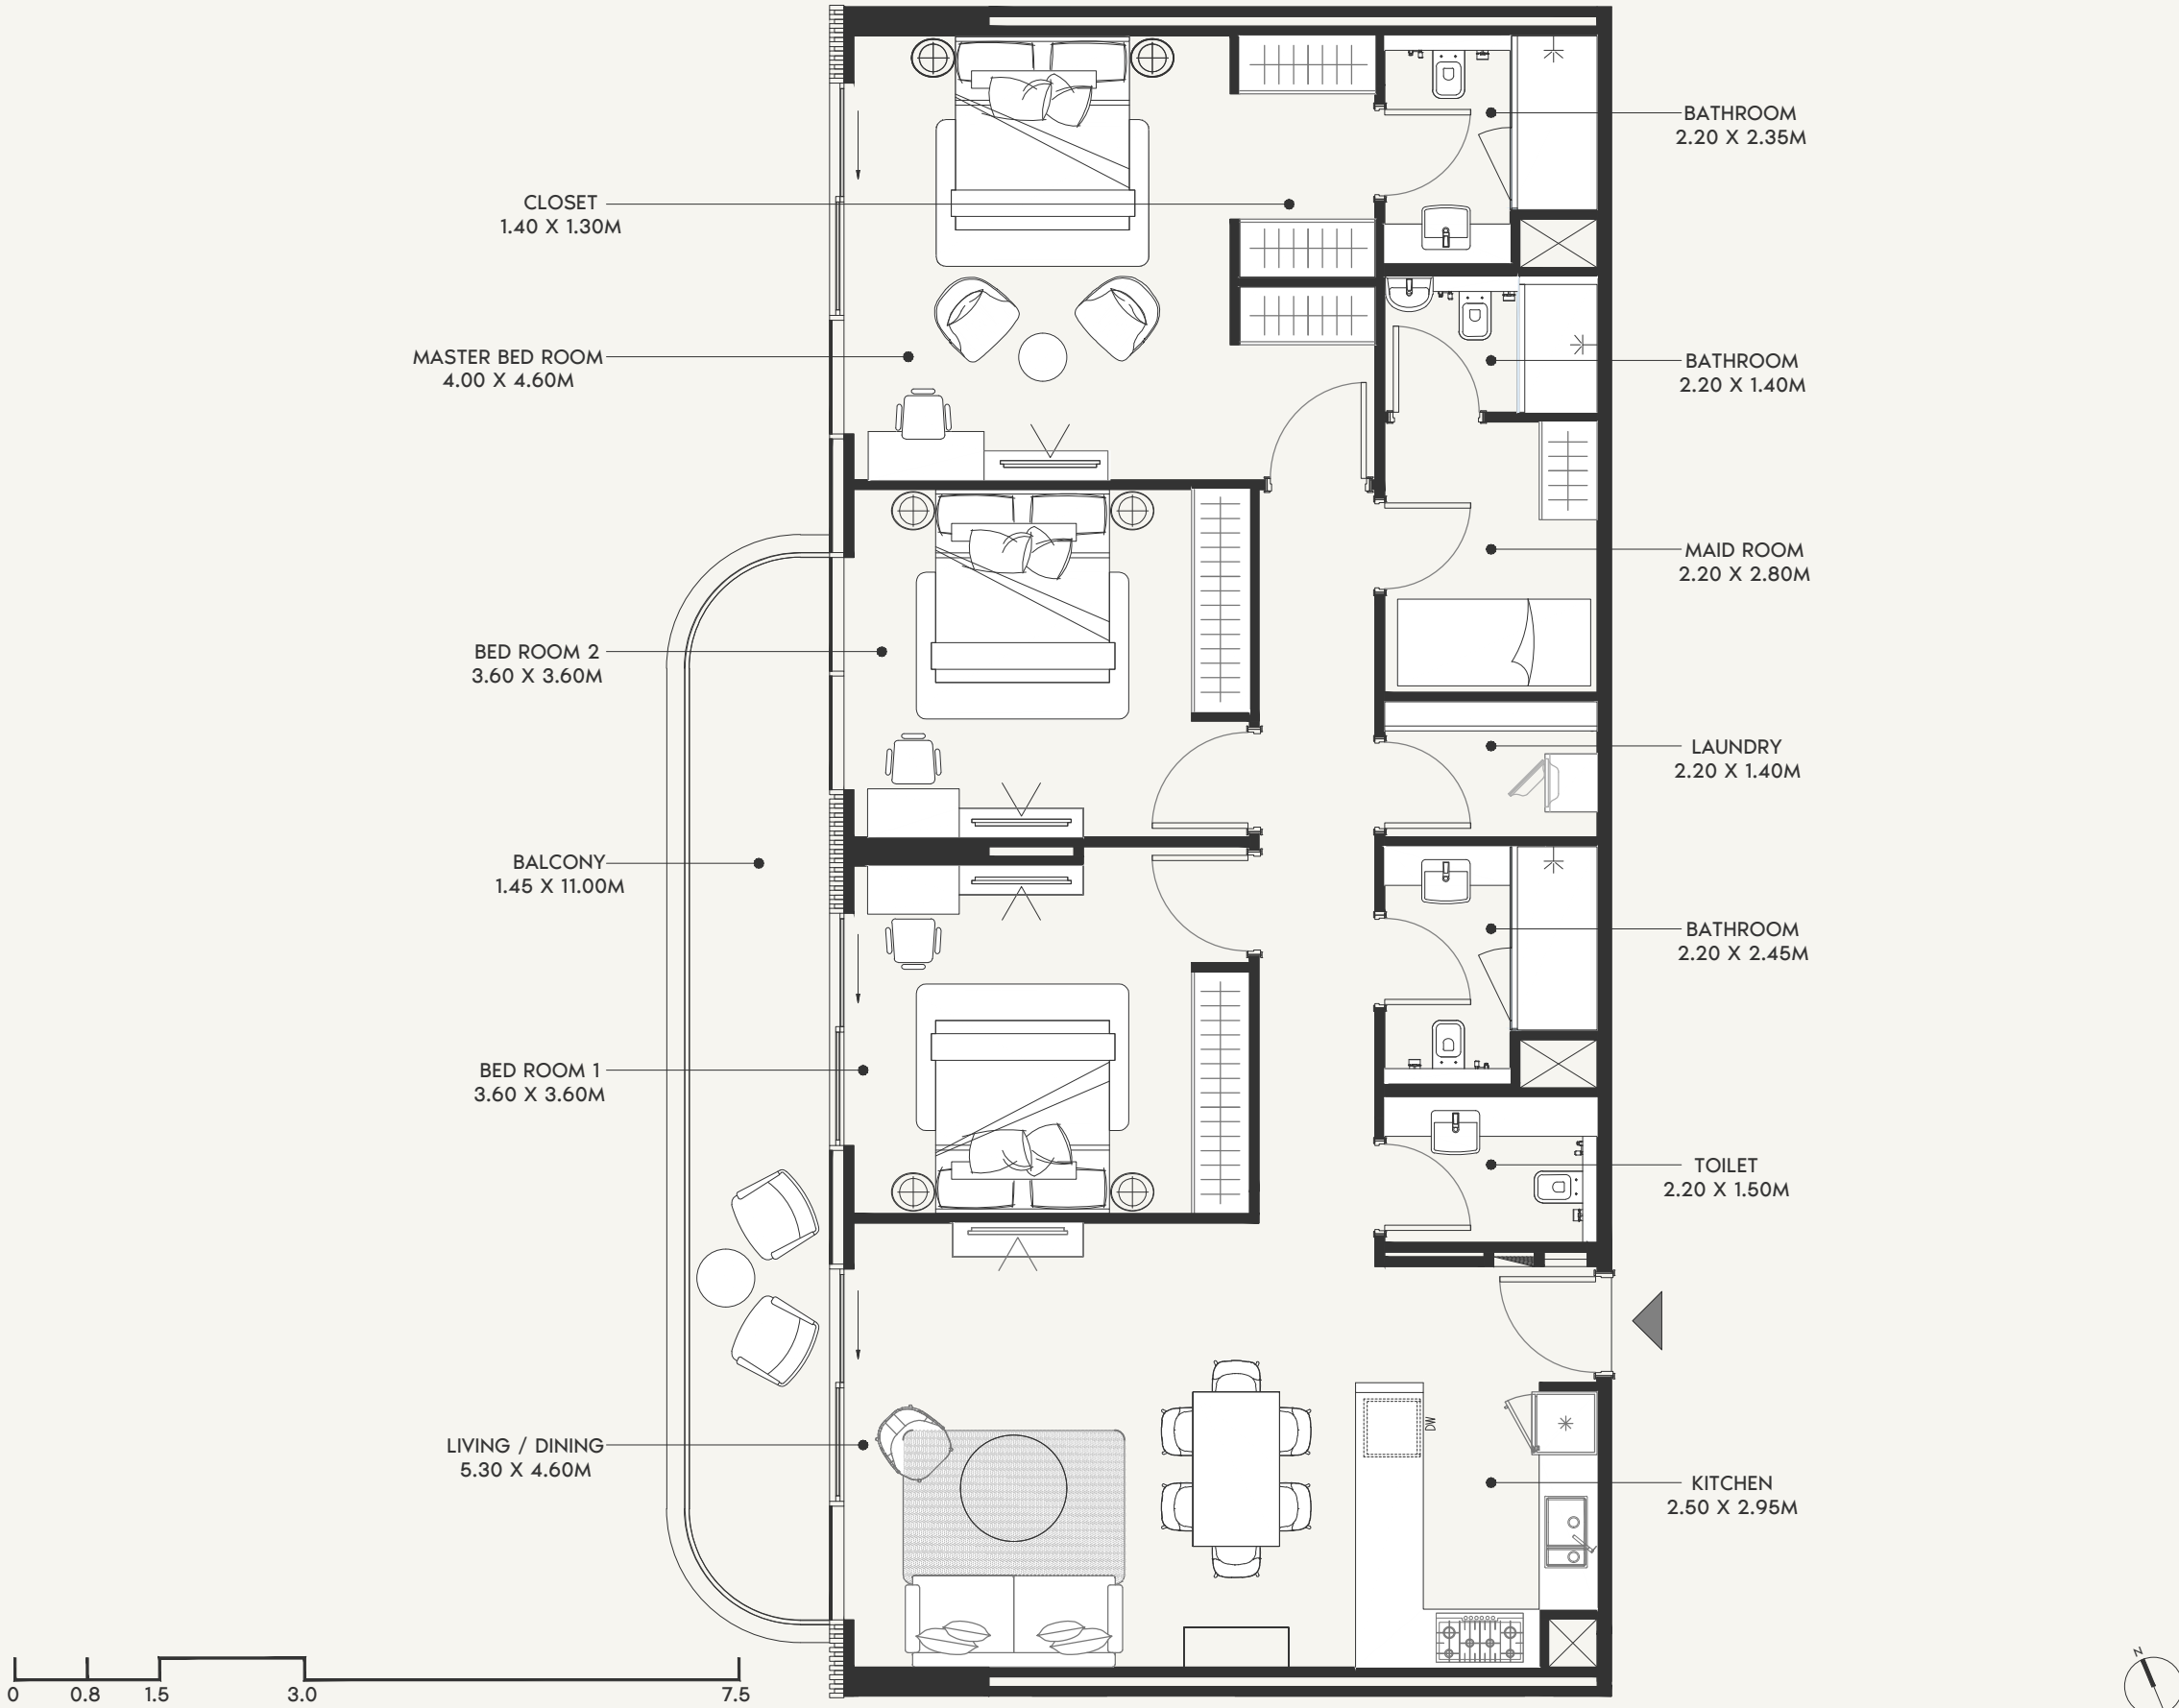 BATHROOM
2.20 X 2.35M
CLOSET
1.40 X 1.30M
MASTER BED ROOM
4.00 X 4.60M
BATHROOM
2.20 X 1.40M
MAID ROOM
2.20 X 2.80M
BED ROOM 2
3.60 X 3.60M
LAUNDRY
2.20 X 1.40M
BALCONY
1.45 X 11.00M
BATHROOM
2.20 X 2.45M
BED ROOM 1
3.60 X 3.60M
TOILET
2.20 X 1.50M
DW
LIVING / DINING
5.30 X 4.60M
KITCHEN
2.50 X 2.95M
0 0.8 1.5 3.0 7.5
N